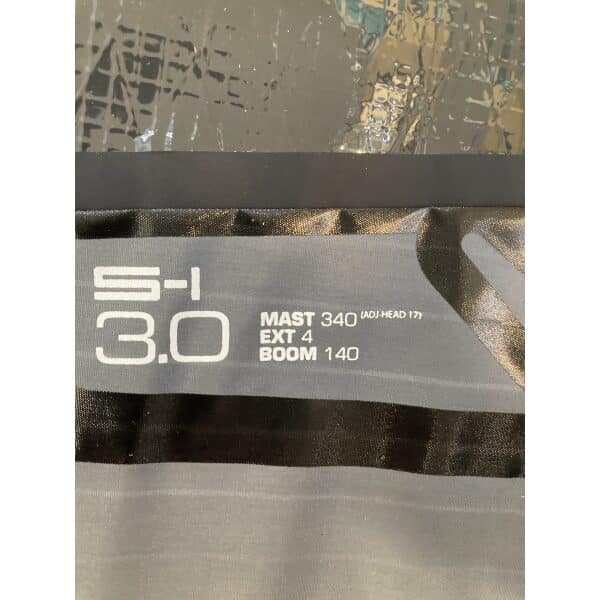 S-1
3.0
MAST 340 (ADJ-HEAD 17)
EXT 4
BOOM 140